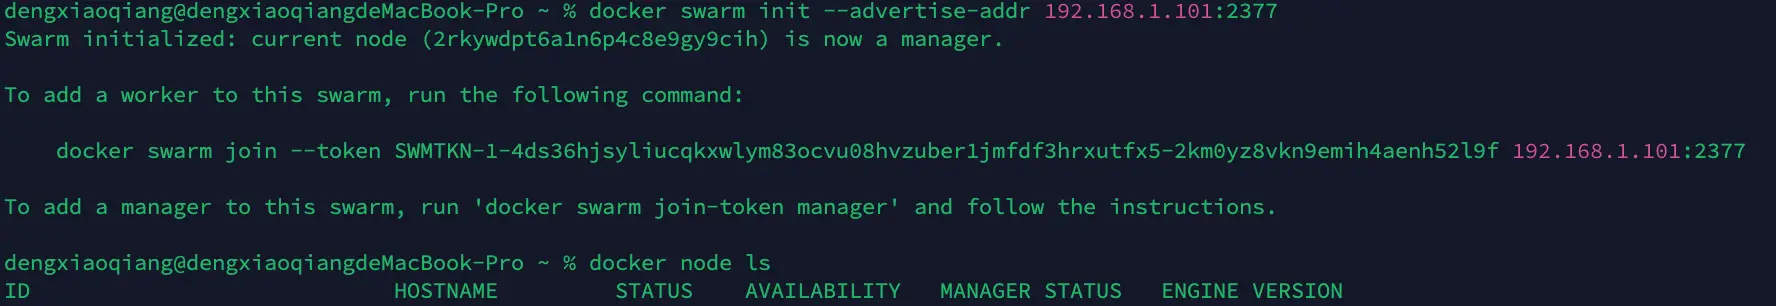 dengxiaoqiang@dengxiaoqiangdeMacBook-Pro ~ % docker swarm init --advertise-addr 192.168.1.101:2377
Swarm initialized: current node (2rkywdpt6a1n6p4c8e9gy9cih) is now a manager.
To add a worker to this swarm, run the following command:
docker swarm join --token SWMTKN-1-4ds36hjsyliucqkxwlym83ocvu08hvzuber1jmfdf3hrxutfx5-2km0yz8vkn9emih4aenh52l9f 192.168.1.101:2377
To add a manager to this swarm, run 'docker swarm join-token manager' and follow the instructions.
dengxiaoqiang@dengxiaoqiangdeMacBook-Pro ~ % docker node ls
ID HOSTNAME STATUS AVAILABILITY MANAGER STATUS ENGINE VERSION